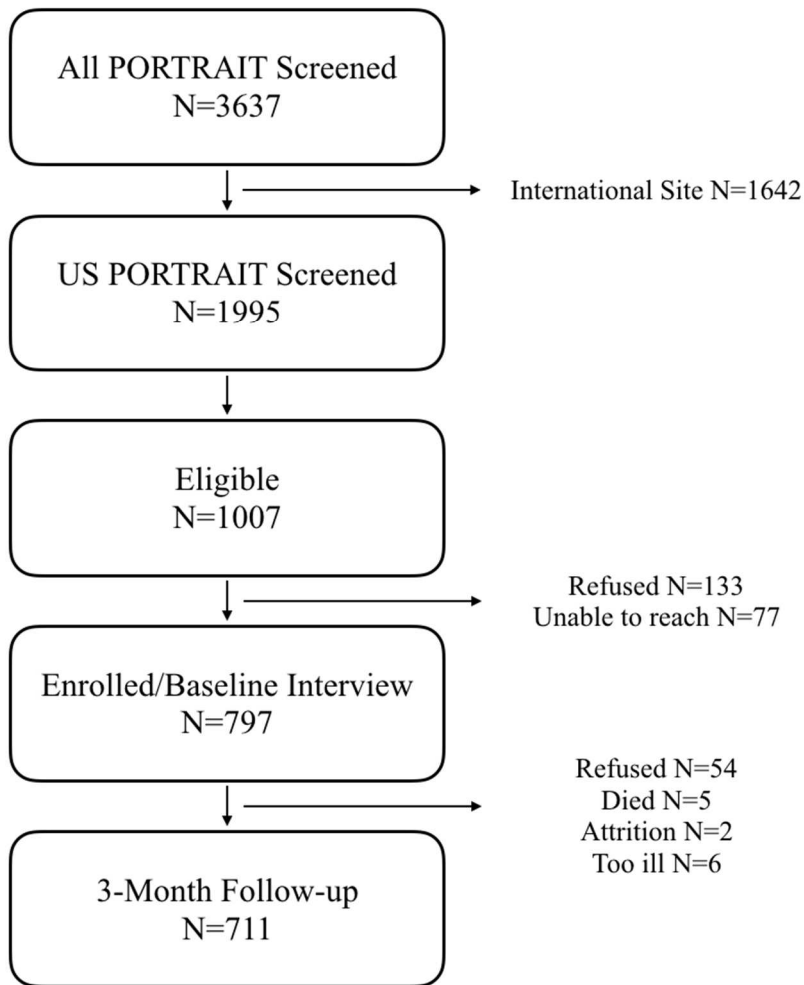 All PORTRAIT Screened
N=3637
International Site N=1642
US PORTRAIT Screened
N=1995
Eligible
N=1007
Refused N=133
Unable to reach N=77
Enrolled/Baseline Interview
N=797
Refused N=54
Died N=5
Attrition N=2
Too ill N=6
3-Month Follow-up
N=711